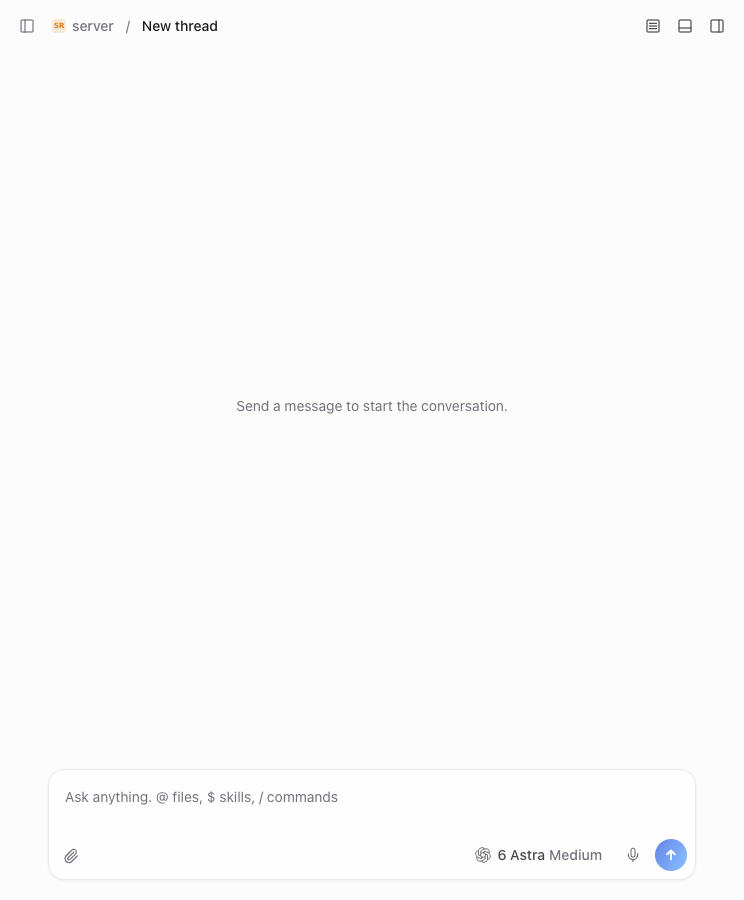 SR server / New thread
Send a message to start the conversation.
Ask anything. @ files, $ skills, / commands
6 Astra Medium